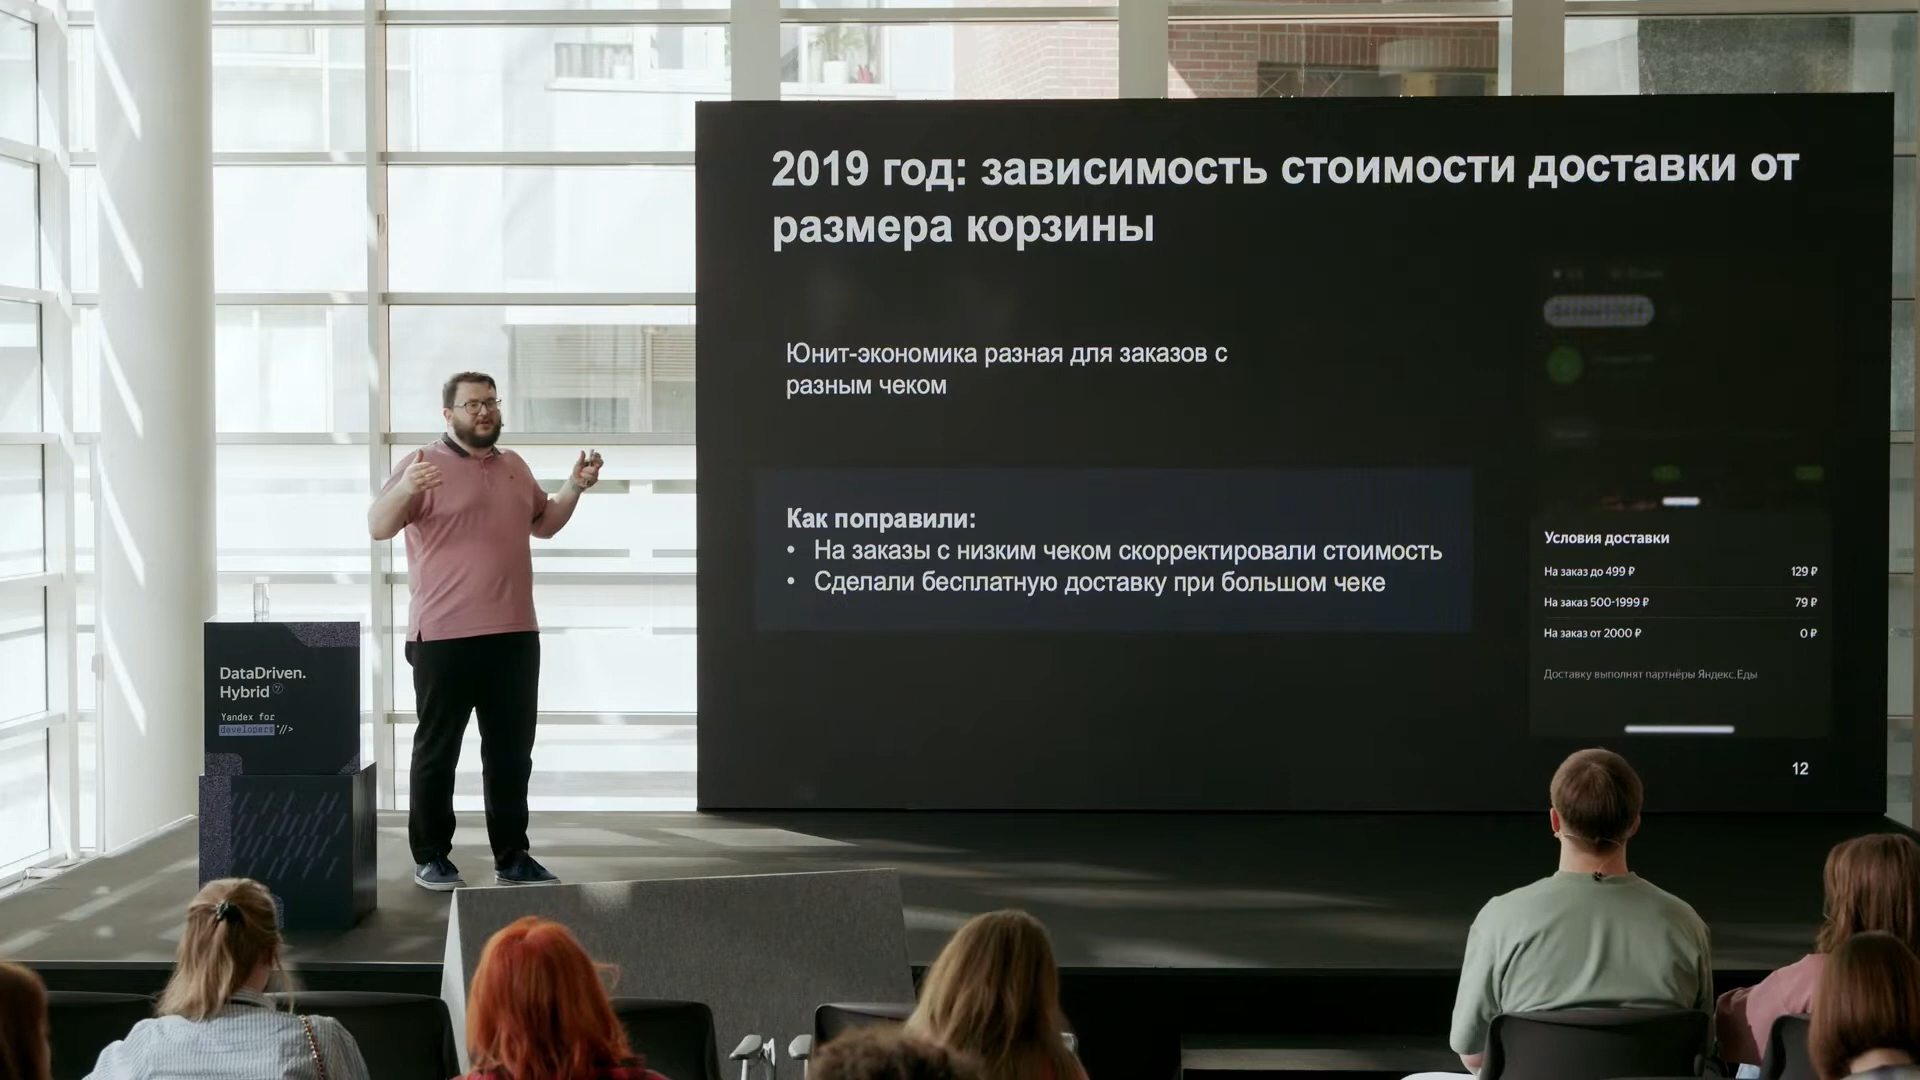 2019 год: зависимость стоимости доставки от
размера корзины
Юнит-экономика разная для заказов с
разным чеком
Как поправили:
• На заказы с низким чеком скорректировали стоимость
• Сделали бесплатную доставку при большом чеке
Условия доставки
На заказ до 499 ₽ 129 ₽
На заказ 500-1999 ₽ 79 ₽
На заказ от 2000 ₽ 0 ₽
Доставку выполнят партнёры Яндекс.Еды
12
DataDriven.
Hybrid
Yandex for
developers*//>